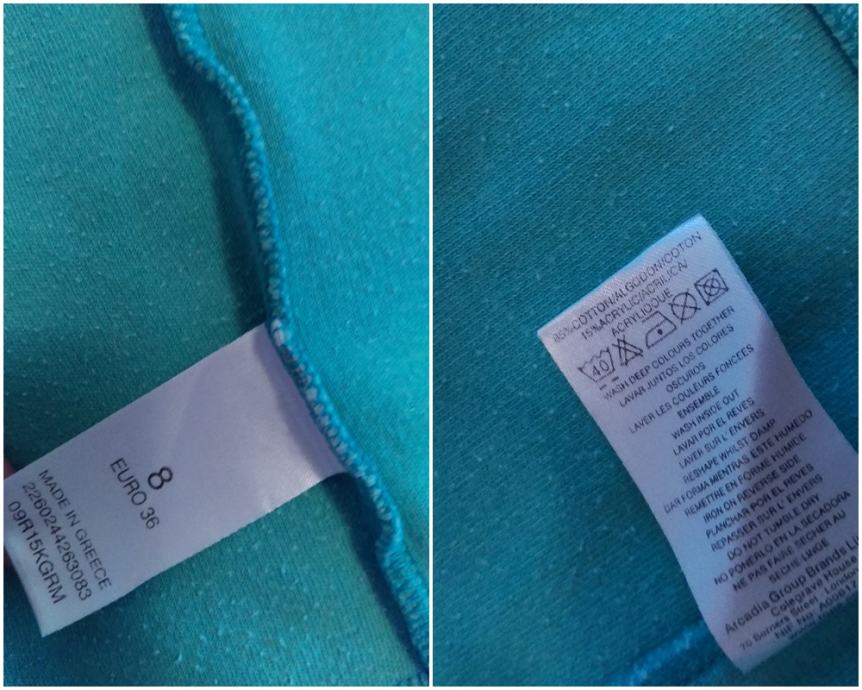 8
EURO 36
MADE IN GREECE
2260244263083
09R15KGRM
85%COTTON/ALGODON/COTON
15%ACRYLIC/ACRILICA/
ACRYLIQUE
40
WASH DEEP COLOURS TOGETHER
LAVAR JUNTOS LOS COLORES
OSCUROS
LAVER LES COULEURS FONCEES
ENSEMBLE
WASH INSIDE OUT
LAVAR POR EL REVES
LAVER SUR L' ENVERS
RESHAPE WHILST DAMP
DAR FORMA MIENTRAS ESTE HUMEDO
REMETTRE EN FORME HUMIDE
IRON ON REVERSE SIDE
PLANCHAR POR EL REVES
REPASSER SUR L' ENVERS
DO NOT TUMBLE DRY
NO PONERLO EN LA SECADORA
NE PAS FAIRE SECHER AU
SECHE LINGE
Arcadia Group Brands
Colegrave House
70 Berners Street
NIF No